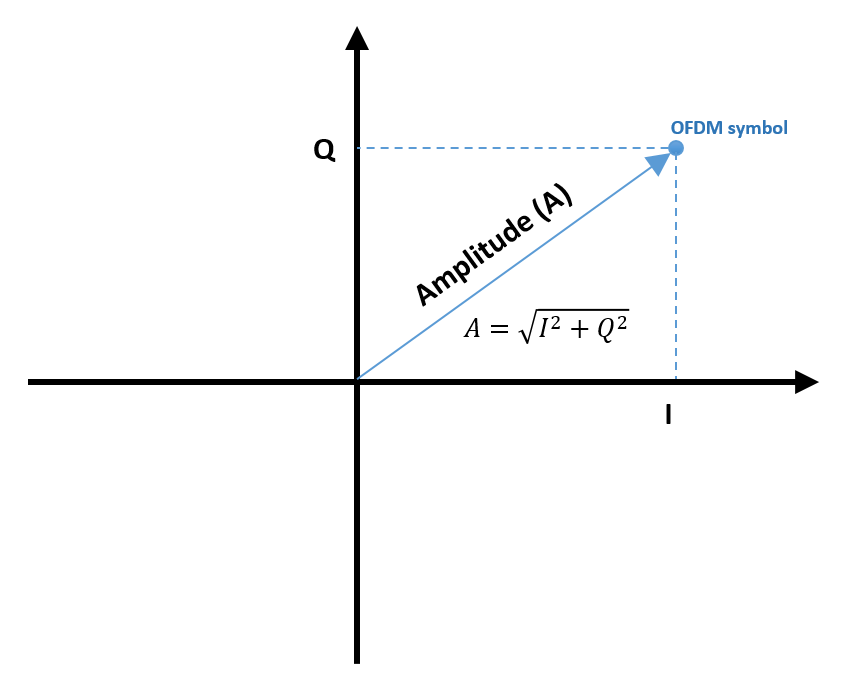 OFDM symbol
Q
Amplitude (A)
A = √(I² + Q²)
I